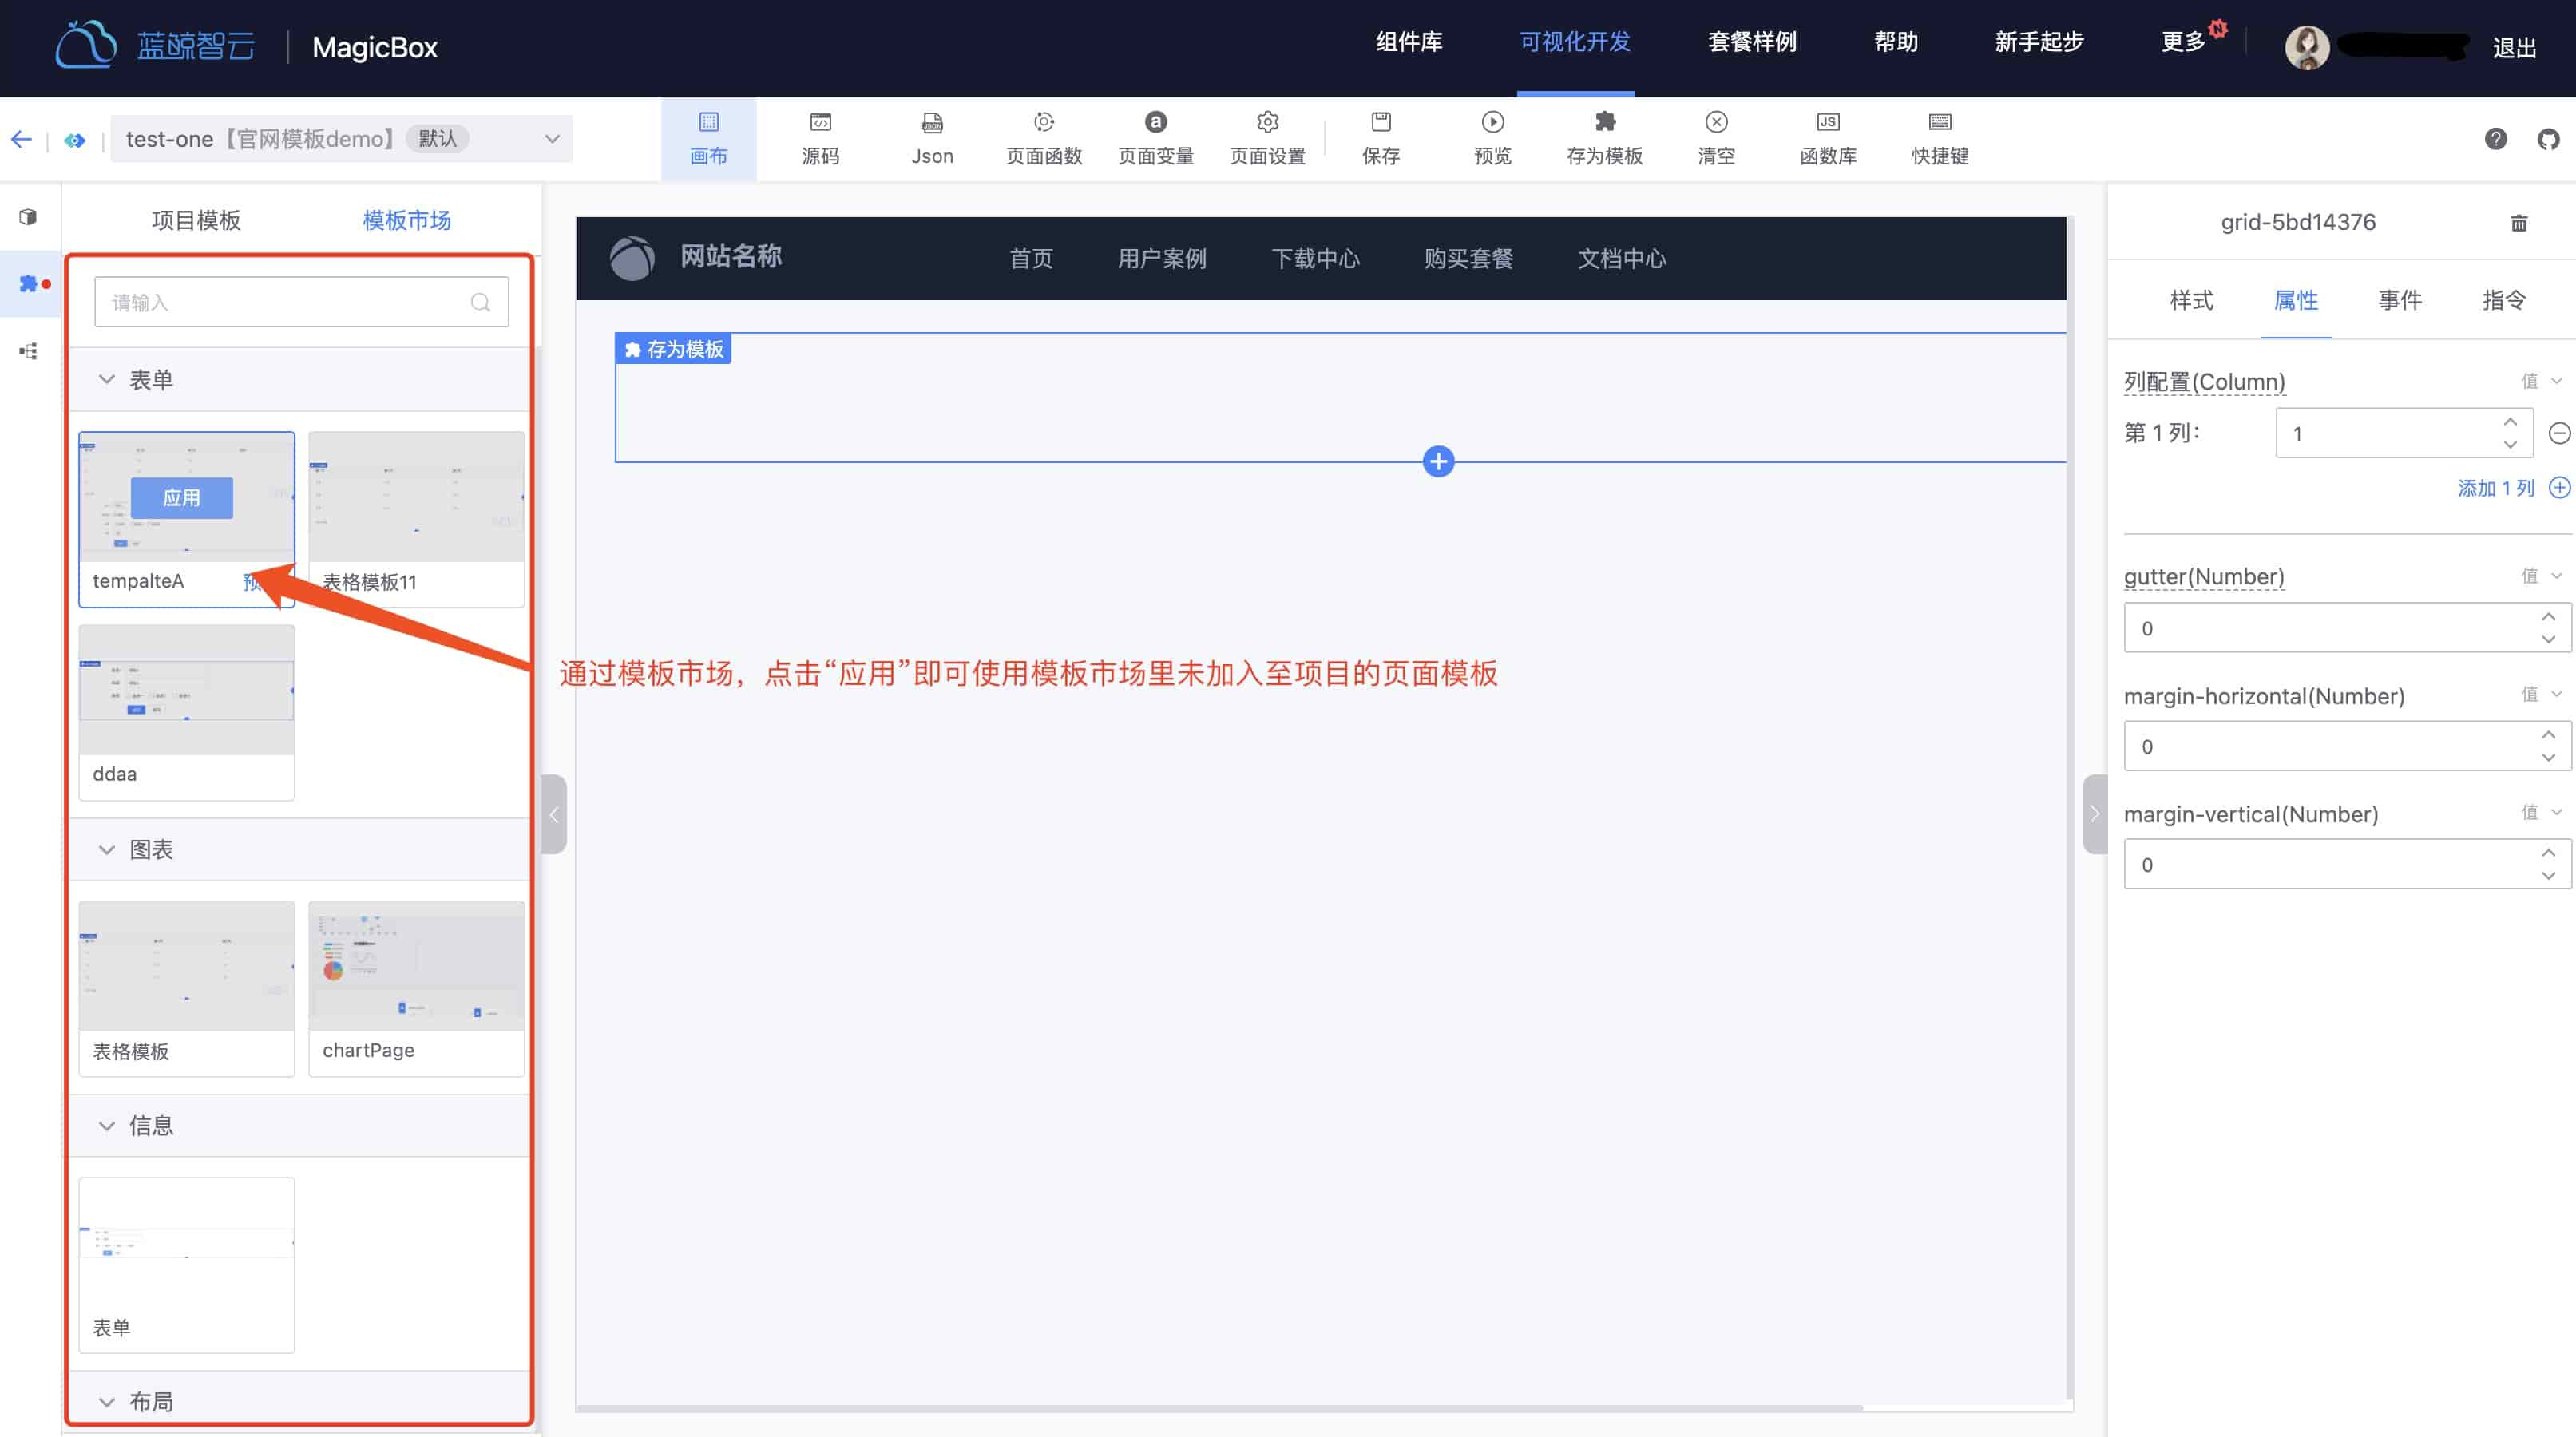 蓝鲸智云 MagicBox
组件库 可视化开发 套餐样例 帮助 新手起步 更多 N 退出
test-one【官网模板demo】 默认
画布 源码 Json 页面函数 页面变量 页面设置 保存 预览 存为模板 清空 函数库 快捷键
项目模板 模板市场
请输入
表单
应用
tempalteA 预
表格模板11
ddaa
图表
表格模板
chartPage
信息
表单
布局
网站名称 首页 用户案例 下载中心 购买套餐 文档中心
存为模板
通过模板市场，点击“应用”即可使用模板市场里未加入至项目的页面模板
grid-5bd14376
样式 属性 事件 指令
列配置(Column) 值
第 1 列： 1
添加 1 列
gutter(Number) 值
0
margin-horizontal(Number) 值
0
margin-vertical(Number) 值
0